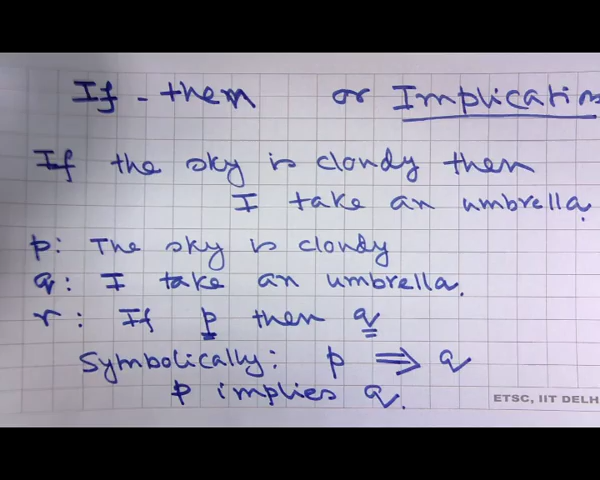 If - then or Implication
If the sky is cloudy then
I take an umbrella.
p: The sky is cloudy
q: I take an umbrella.
r: If p then q
Symbolically: p ⟹ q
p implies q.
ETSC, IIT DELH